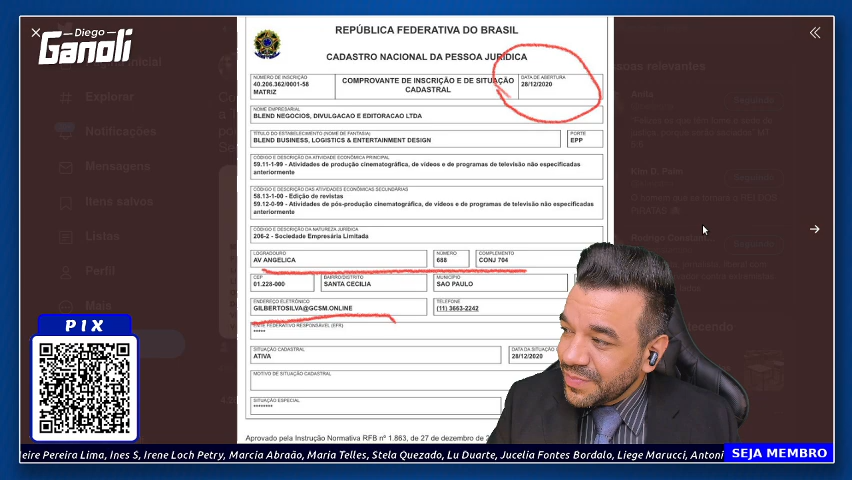 Diego
Ganoli
REPÚBLICA FEDERATIVA DO BRASIL
CADASTRO NACIONAL DA PESSOA JURÍDICA
NÚMERO DE INSCRIÇÃO
40.206.362/0001-58
MATRIZ
COMPROVANTE DE INSCRIÇÃO E DE SITUAÇÃO
CADASTRAL
DATA DE ABERTURA
28/12/2020
NOME EMPRESARIAL
BLEND NEGOCIOS, DIVULGACAO E EDITORACAO LTDA
TÍTULO DO ESTABELECIMENTO (NOME DE FANTASIA)
BLEND BUSINESS, LOGISTICS & ENTERTAINMENT DESIGN
PORTE
EPP
CÓDIGO E DESCRIÇÃO DA ATIVIDADE ECONÔMICA PRINCIPAL
59.11-1-99 - Atividades de produção cinematográfica, de vídeos e de programas de televisão não especificadas
anteriormente
CÓDIGO E DESCRIÇÃO DAS ATIVIDADES ECONÔMICAS SECUNDÁRIAS
58.13-1-00 - Edição de revistas
59.12-0-99 - Atividades de pós-produção cinematográfica, de vídeos e de programas de televisão não especificadas
anteriormente
CÓDIGO E DESCRIÇÃO DA NATUREZA JURÍDICA
206-2 - Sociedade Empresária Limitada
LOGRADOURO
AV ANGELICA
NÚMERO
688
COMPLEMENTO
CONJ 704
CEP
01.228-000
BAIRRO/DISTRITO
SANTA CECILIA
MUNICÍPIO
SAO PAULO
ENDEREÇO ELETRÔNICO
GILBERTOSILVA@GCSM.ONLINE
TELEFONE
(11) 3663-2242
ENTE FEDERATIVO RESPONSÁVEL (EFR)
*****
SITUAÇÃO CADASTRAL
ATIVA
DATA DA
28/12/2020
MOTIVO DE SITUAÇÃO CADASTRAL
SITUAÇÃO ESPECIAL
********
Aprovado pela Instrução Normativa RFB nº 1.863, de 27 de dezembro de 2
Explorar
Notificações
Mensagens
Itens salvos
Listas
Perfil
Mais
PIX
eire Pereira Lima, Ines S, Irene Loch Petry, Marcia Abraão, Maria Telles, Stela Quezado, Lu Duarte, Jucelia Fontes Bordalo, Liege Marucci, Antoni
SEJA MEMBRO